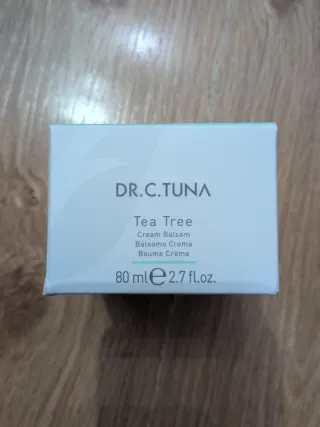 DR.C.TUNA
Tea Tree
Cream Balsam
Bálsamo Crema
Baume Crème
80 ml ℮ 2.7 fl.oz.